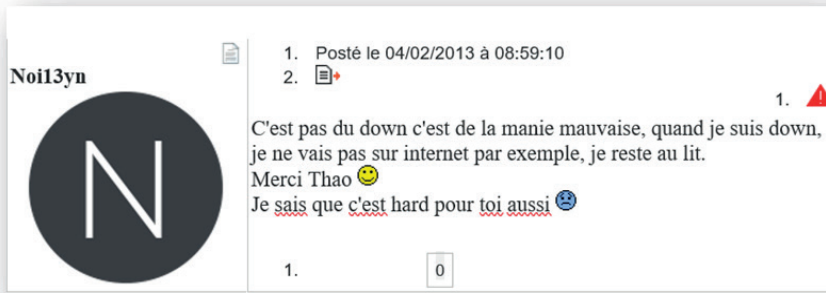 Noi13yn
N
1. Posté le 04/02/2013 à 08:59:10
2.
1.
C'est pas du down c'est de la manie mauvaise, quand je suis down,
je ne vais pas sur internet par exemple, je reste au lit.
Merci Thao
Je sais que c'est hard pour toi aussi
1. 0